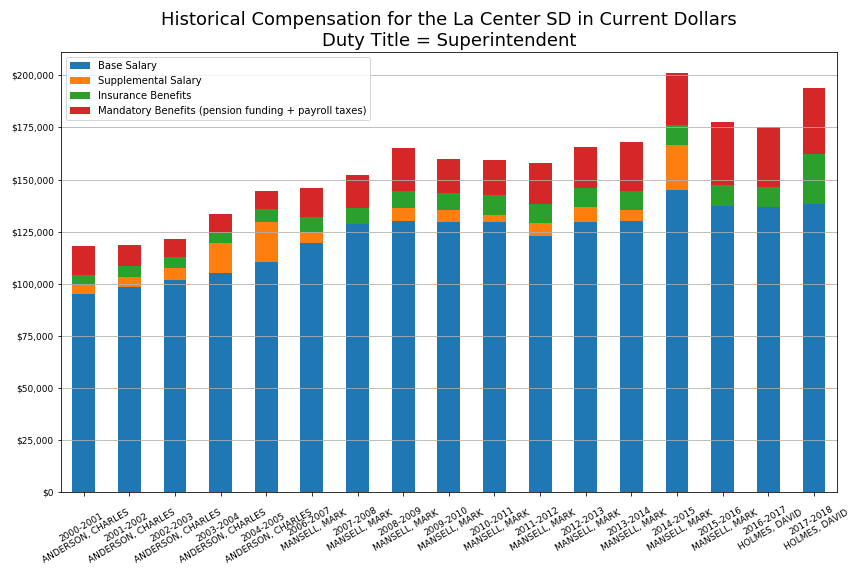 Historical Compensation for the La Center SD in Current Dollars
Duty Title = Superintendent
Base Salary
Supplemental Salary
Insurance Benefits
Mandatory Benefits (pension funding + payroll taxes)
$200,000
$175,000
$150,000
$125,000
$100,000
$75,000
$50,000
$25,000
$0
2000-2001
ANDERSON, CHARLES
2001-2002
ANDERSON, CHARLES
2002-2003
ANDERSON, CHARLES
2003-2004
ANDERSON, CHARLES
2004-2005
ANDERSON, CHARLES
2006-2007
MANSELL, MARK
2007-2008
MANSELL, MARK
2008-2009
MANSELL, MARK
2009-2010
MANSELL, MARK
2010-2011
MANSELL, MARK
2011-2012
MANSELL, MARK
2012-2013
MANSELL, MARK
2013-2014
MANSELL, MARK
2014-2015
MANSELL, MARK
2015-2016
MANSELL, MARK
2016-2017
HOLMES, DAVID
2017-2018
HOLMES, DAVID